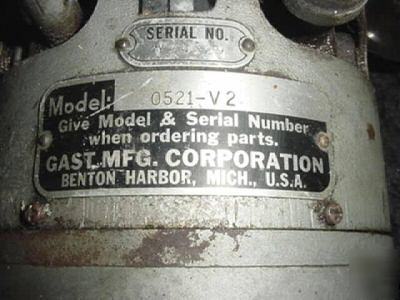 SERIAL NO.
Model: 0521-V2
Give Model & Serial Number
when ordering parts.
GAST MFG. CORPORATION
BENTON HARBOR, MICH., U.S.A.